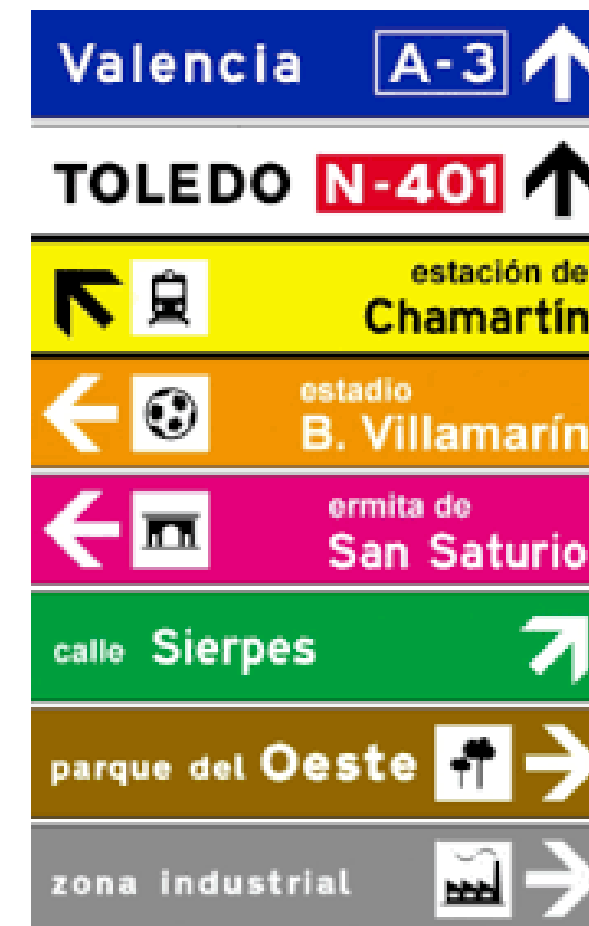 Valencia A-3
TOLEDO N-401
estación de
Chamartín
estadio
B. Villamarín
ermita de
San Saturio
calle Sierpes
parque del Oeste
zona industrial